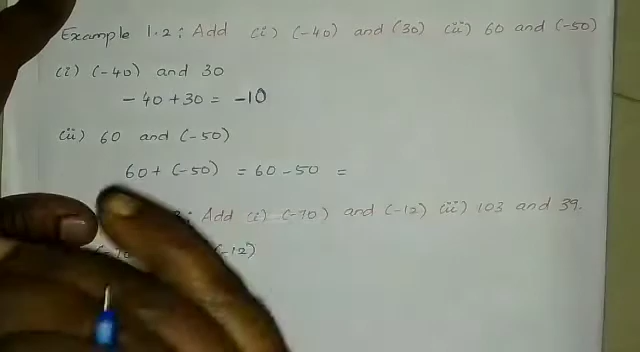 Example 1.2: Add (i) (-40) and (30) (ii) 60 and (-50)
(i) (-40) and 30
-40+30 = -10
(ii) 60 and (-50)
60+ (-50) = 60-50 =
: Add (i) (-70) and (-12) (ii) 103 and 39.
(-12)